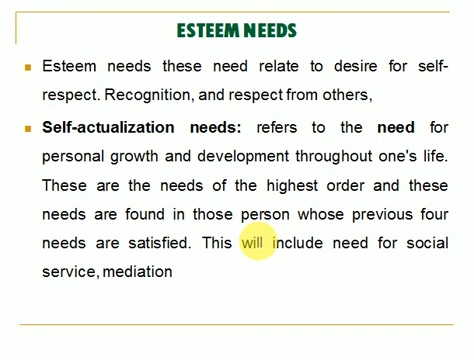 ESTEEM NEEDS
Esteem needs these need relate to desire for self-
respect. Recognition, and respect from others,
Self-actualization needs: refers to the need for
personal growth and development throughout one's life.
These are the needs of the highest order and these
needs are found in those person whose previous four
needs are satisfied. This will include need for social
service, mediation